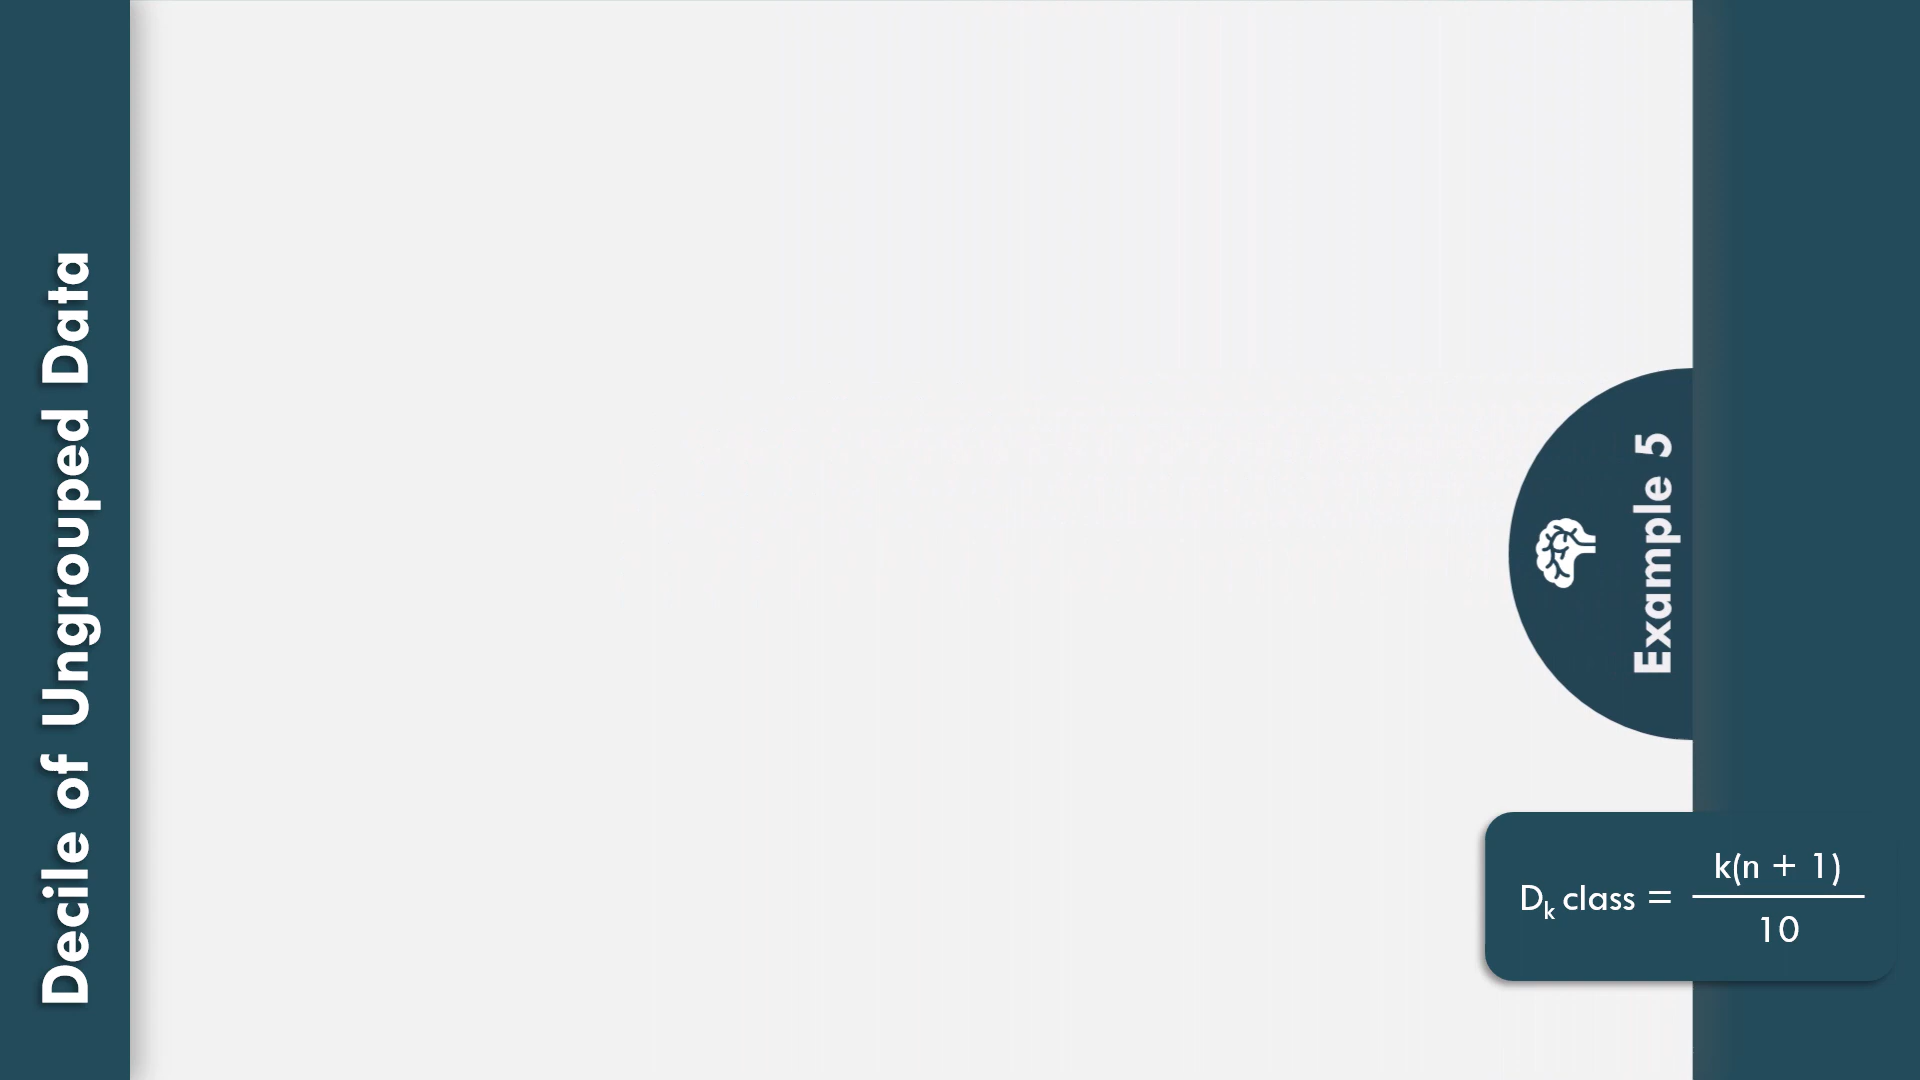 Decile of Ungrouped Data
Example 5
Dk class = k(n + 1)
10